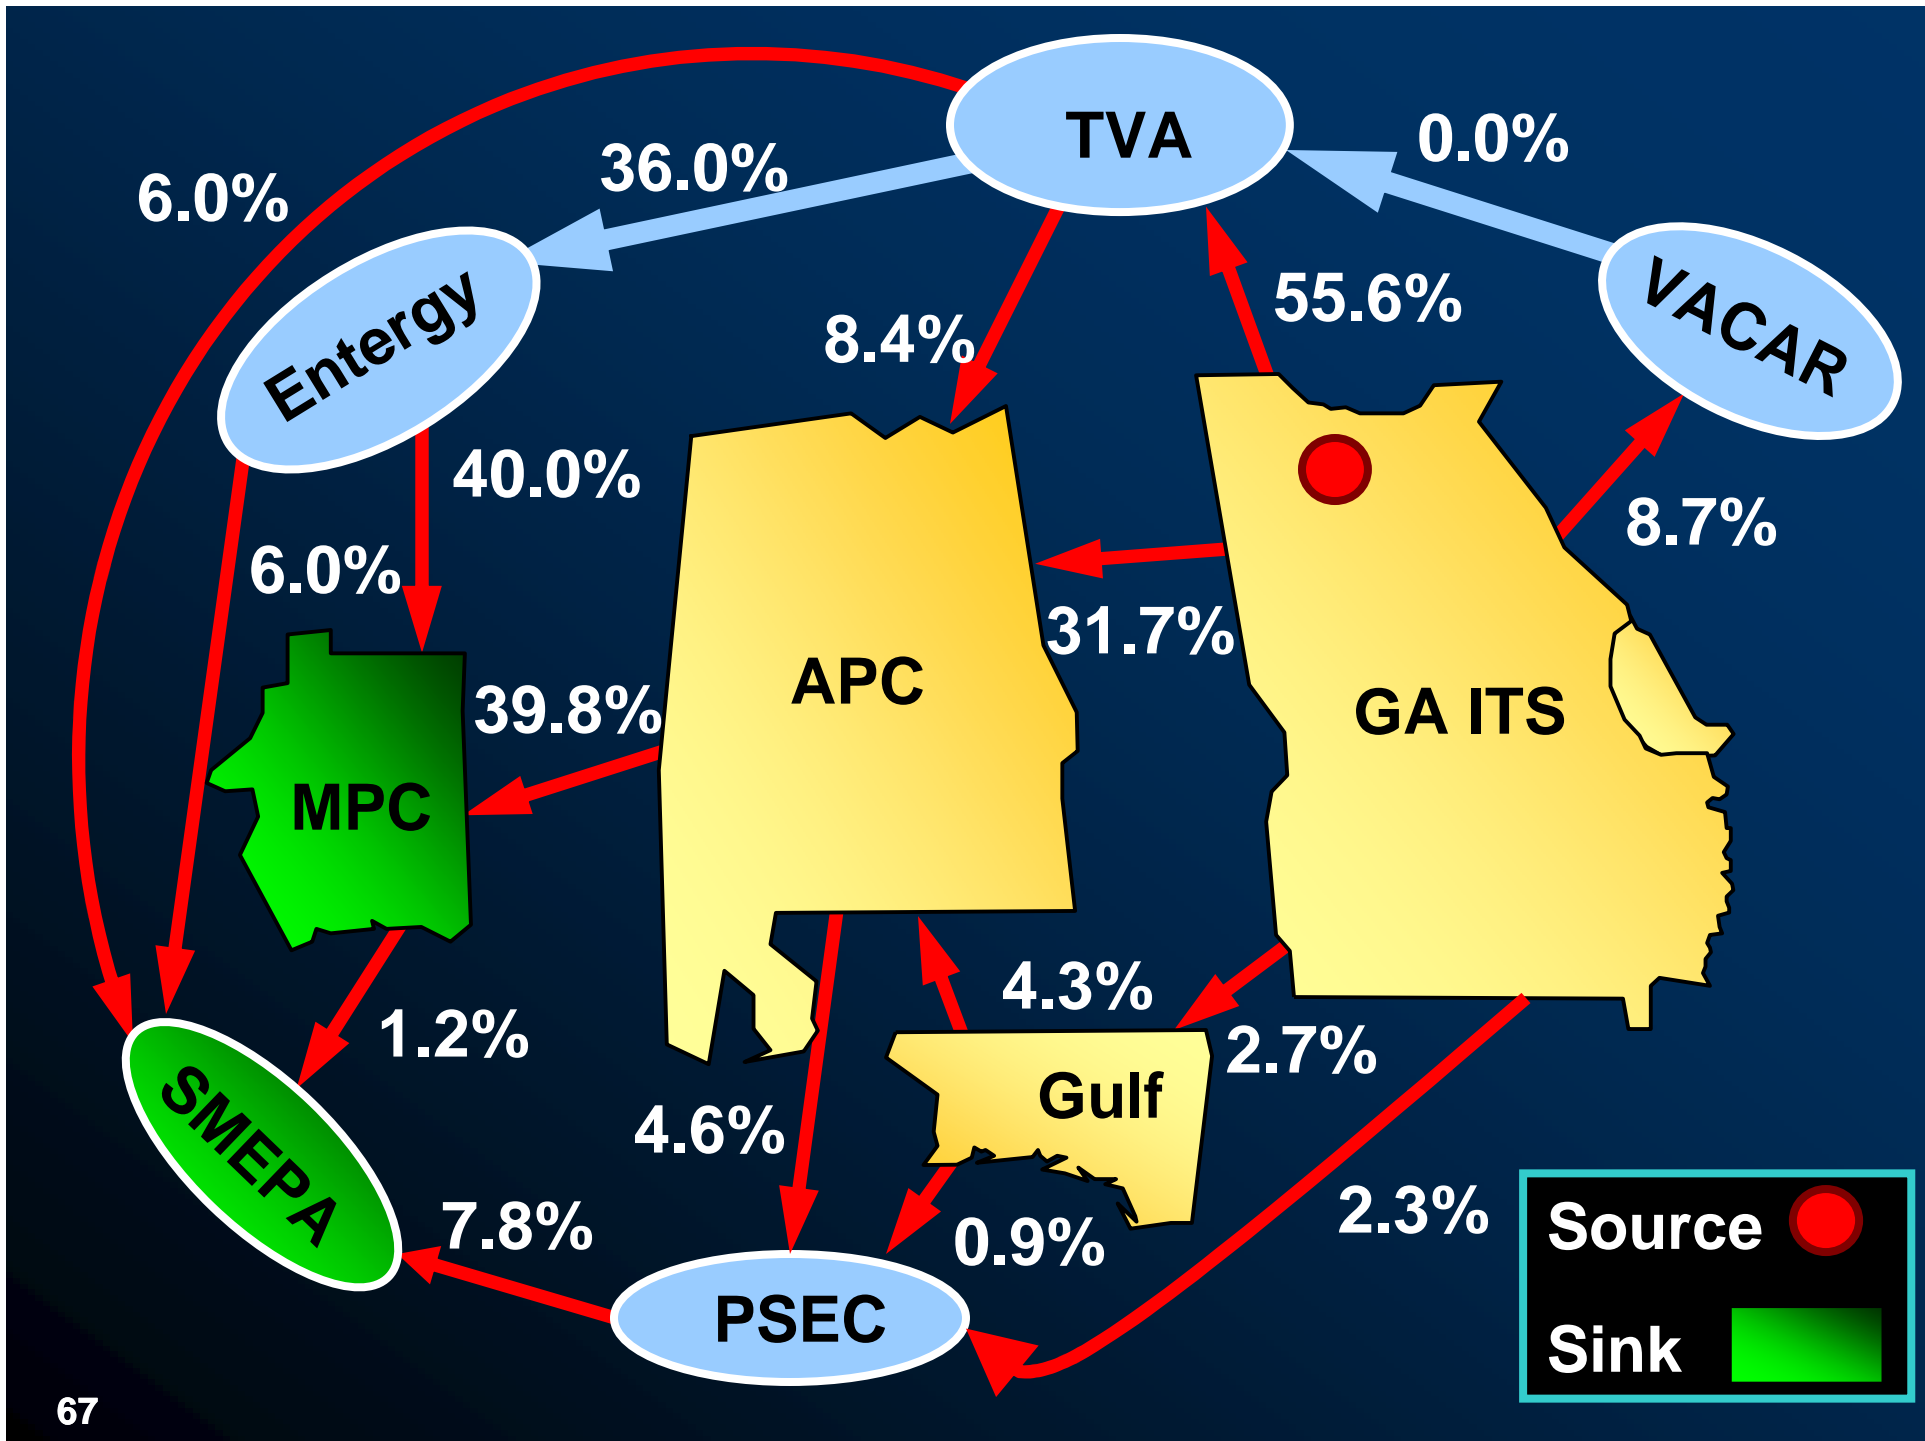 TVA
0.0%
36.0%
6.0%
55.6%
VACAR
Entergy
8.4%
40.0%
8.7%
6.0%
31.7%
APC
GA ITS
39.8%
MPC
4.3%
1.2%
2.7%
Gulf
SMEPA
4.6%
7.8%
0.9%
2.3%
Source
PSEC
Sink
67